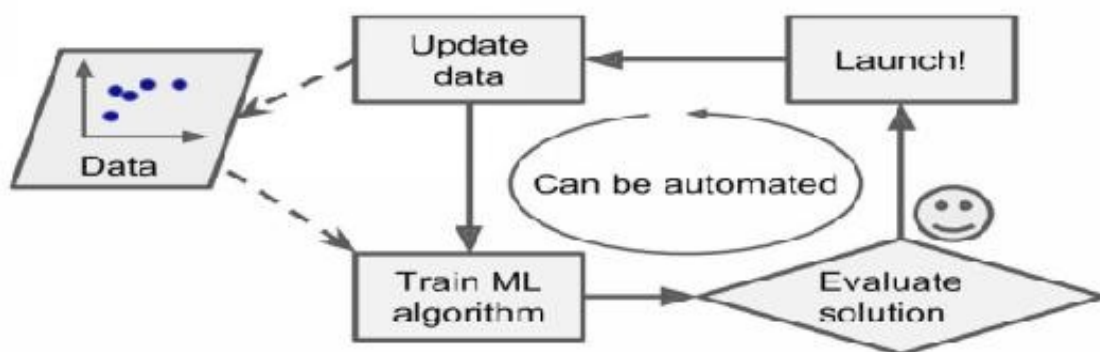 Update
data
Launch!
Data
Can be automated
Train ML
algorithm
Evaluate
solution